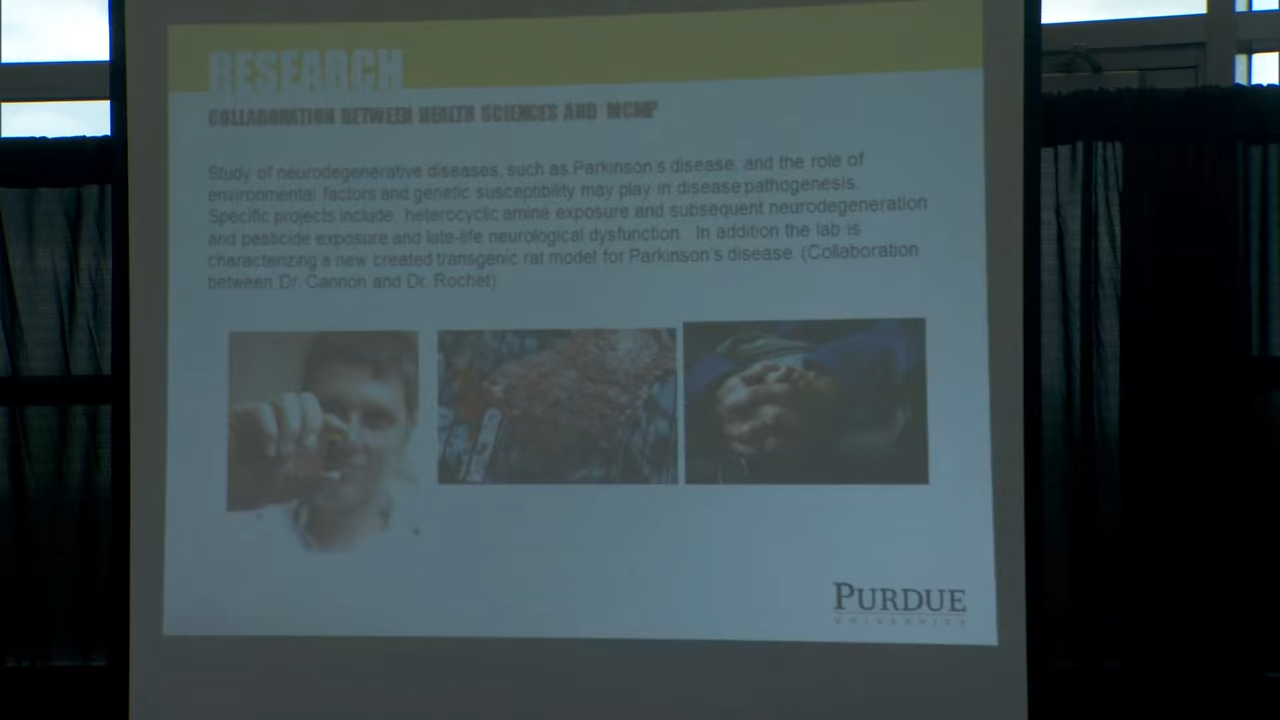 RESEARCH
COLLABORATION BETWEEN HEALTH SCIENCES AND MCMP
Study of neurodegenerative diseases, such as Parkinson's disease, and the role of
environmental factors and genetic susceptibility may play in disease pathogenesis.
Specific projects include, heterocyclic amine exposure and subsequent neurodegeneration
and pesticide exposure and late-life neurological dysfunction. In addition the lab is
characterizing a new created transgenic rat model for Parkinson's disease. (Collaboration
between Dr. Cannon and Dr. Rochet)
PURDUE
UNIVERSITY